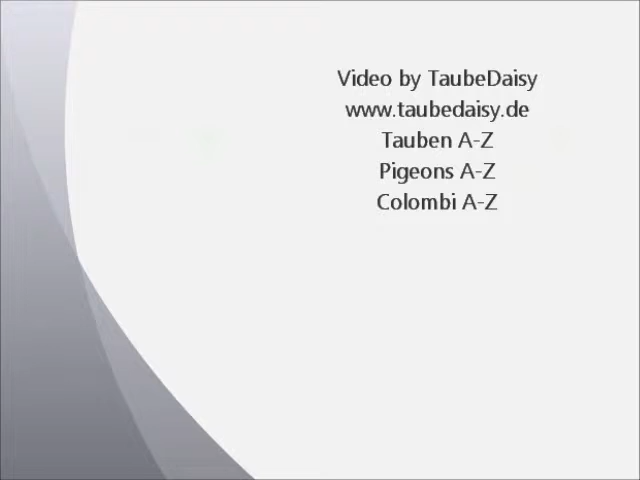 Video by TaubeDaisy
www.taubedaisy.de
Tauben A-Z
Pigeons A-Z
Colombi A-Z